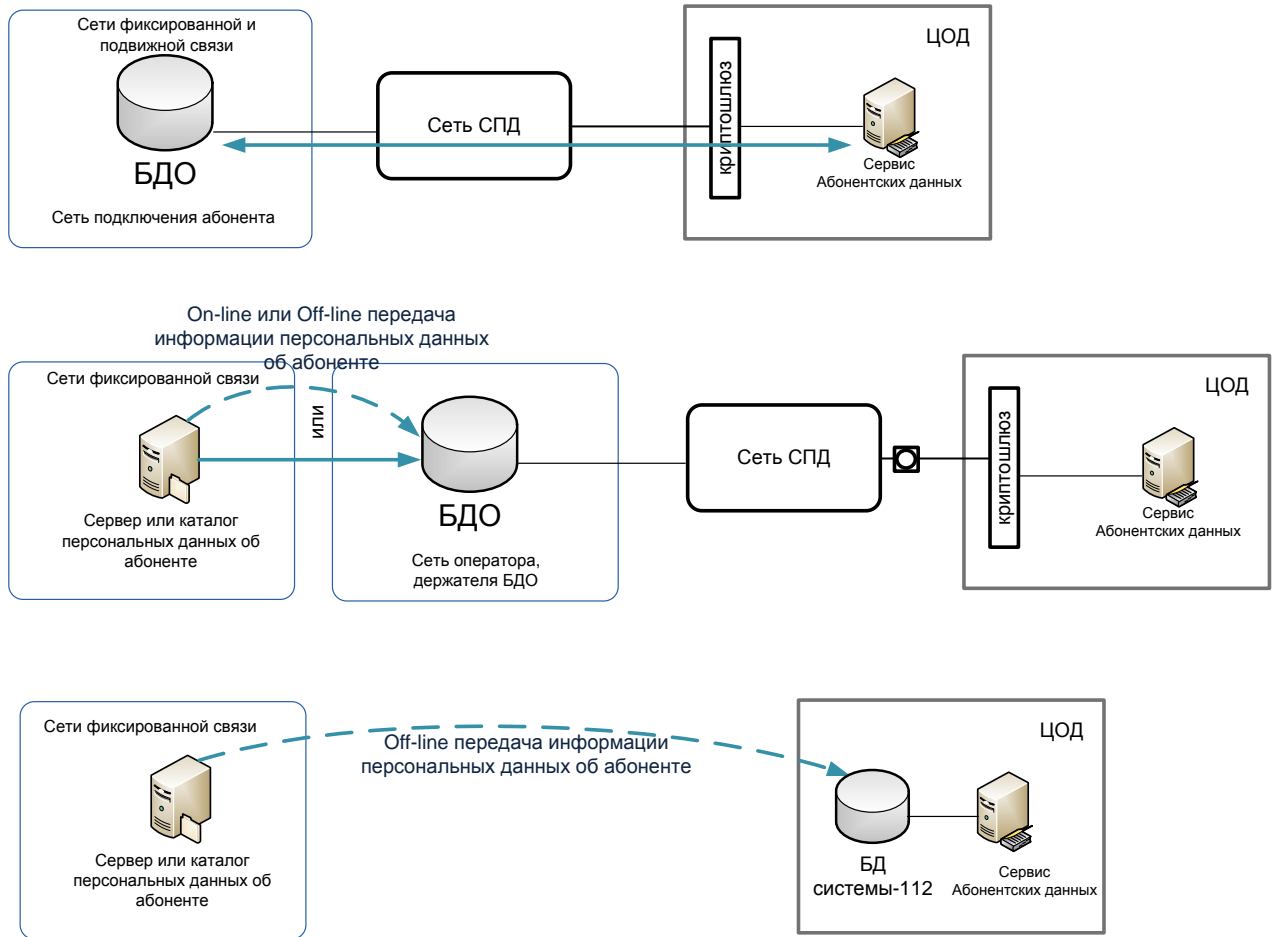 Сети фиксированной и
подвижной связи
БДО
Сеть подключения абонента
Сеть СПД
ЦОД
криптошлюз
Сервис
Абонентских данных
On-line или Off-line передача
информации персональных данных
об абоненте
Сети фиксированной связи
Сервер или каталог
персональных данных об
абоненте
или
БДО
Сеть оператора,
держателя БДО
Сеть СПД
ЦОД
криптошлюз
Сервис
Абонентских данных
Сети фиксированной связи
Сервер или каталог
персональных данных об
абоненте
Off-line передача информации
персональных данных об абоненте
ЦОД
БД
системы-112
Сервис
Абонентских данных